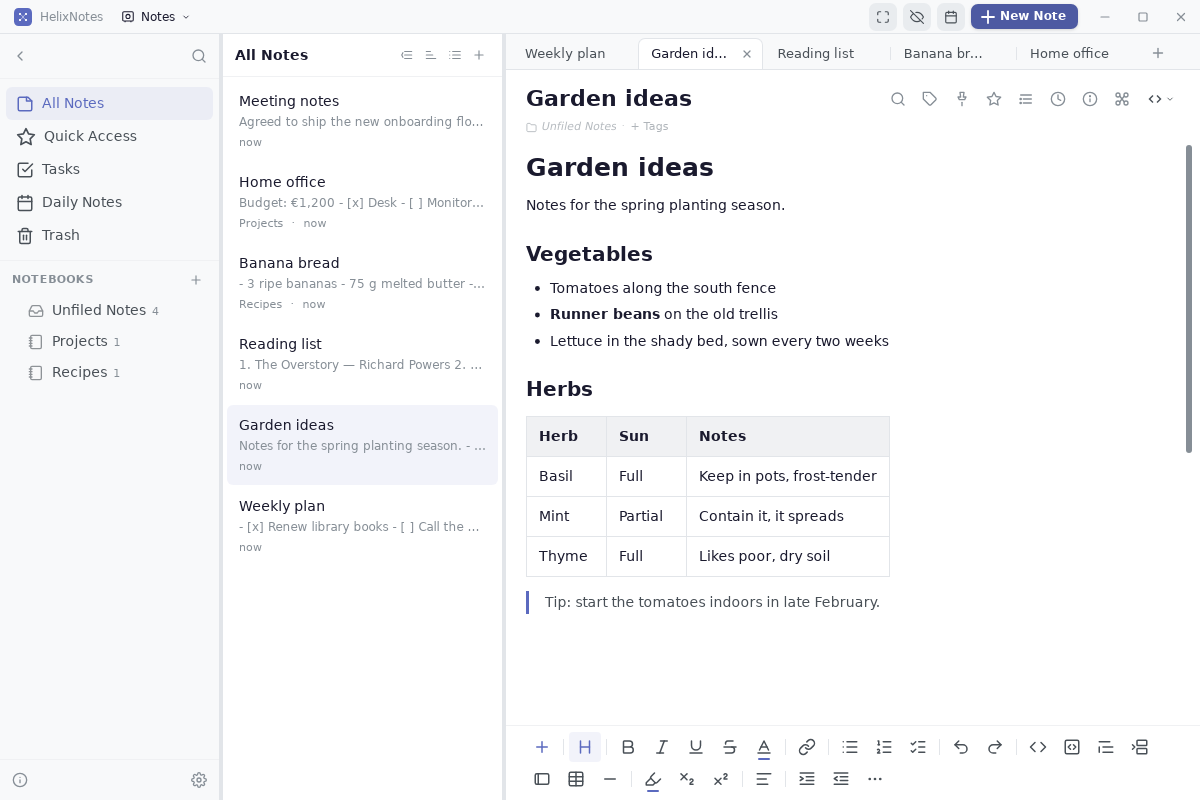 HelixNotes
Notes
New Note
All Notes
Quick Access
Tasks
Daily Notes
Trash
NOTEBOOKS
Unfiled Notes 4
Projects 1
Recipes 1
All Notes
Meeting notes
Agreed to ship the new onboarding flo...
now
Home office
Budget: €1,200 - [x] Desk - [ ] Monitor...
Projects · now
Banana bread
- 3 ripe bananas - 75 g melted butter -...
Recipes · now
Reading list
1. The Overstory — Richard Powers 2. ...
now
Garden ideas
Notes for the spring planting season. - ...
now
Weekly plan
- [x] Renew library books - [ ] Call the ...
now
Weekly plan
Garden id...
Reading list
Banana br...
Home office
Garden ideas
Unfiled Notes · + Tags
Garden ideas
Notes for the spring planting season.
Vegetables
• Tomatoes along the south fence
• Runner beans on the old trellis
• Lettuce in the shady bed, sown every two weeks
Herbs
Herb Sun Notes
Basil Full Keep in pots, frost-tender
Mint Partial Contain it, it spreads
Thyme Full Likes poor, dry soil
Tip: start the tomatoes indoors in late February.